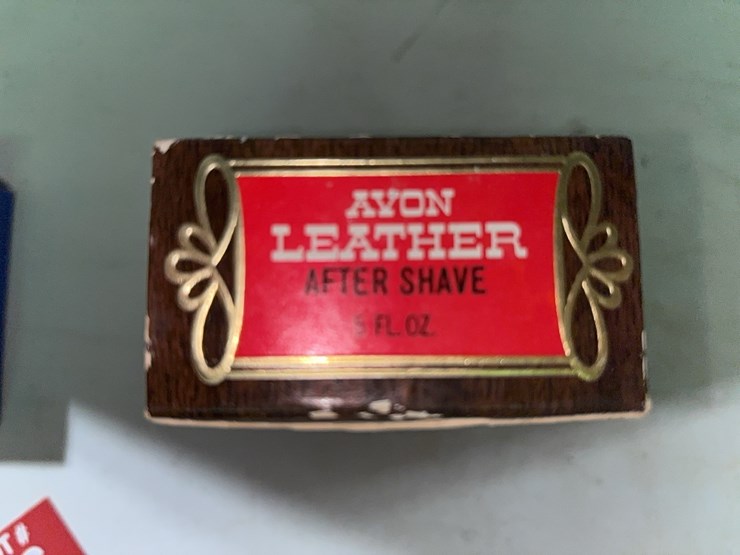 AVON
LEATHER
AFTER SHAVE
5 FL. OZ.
T#